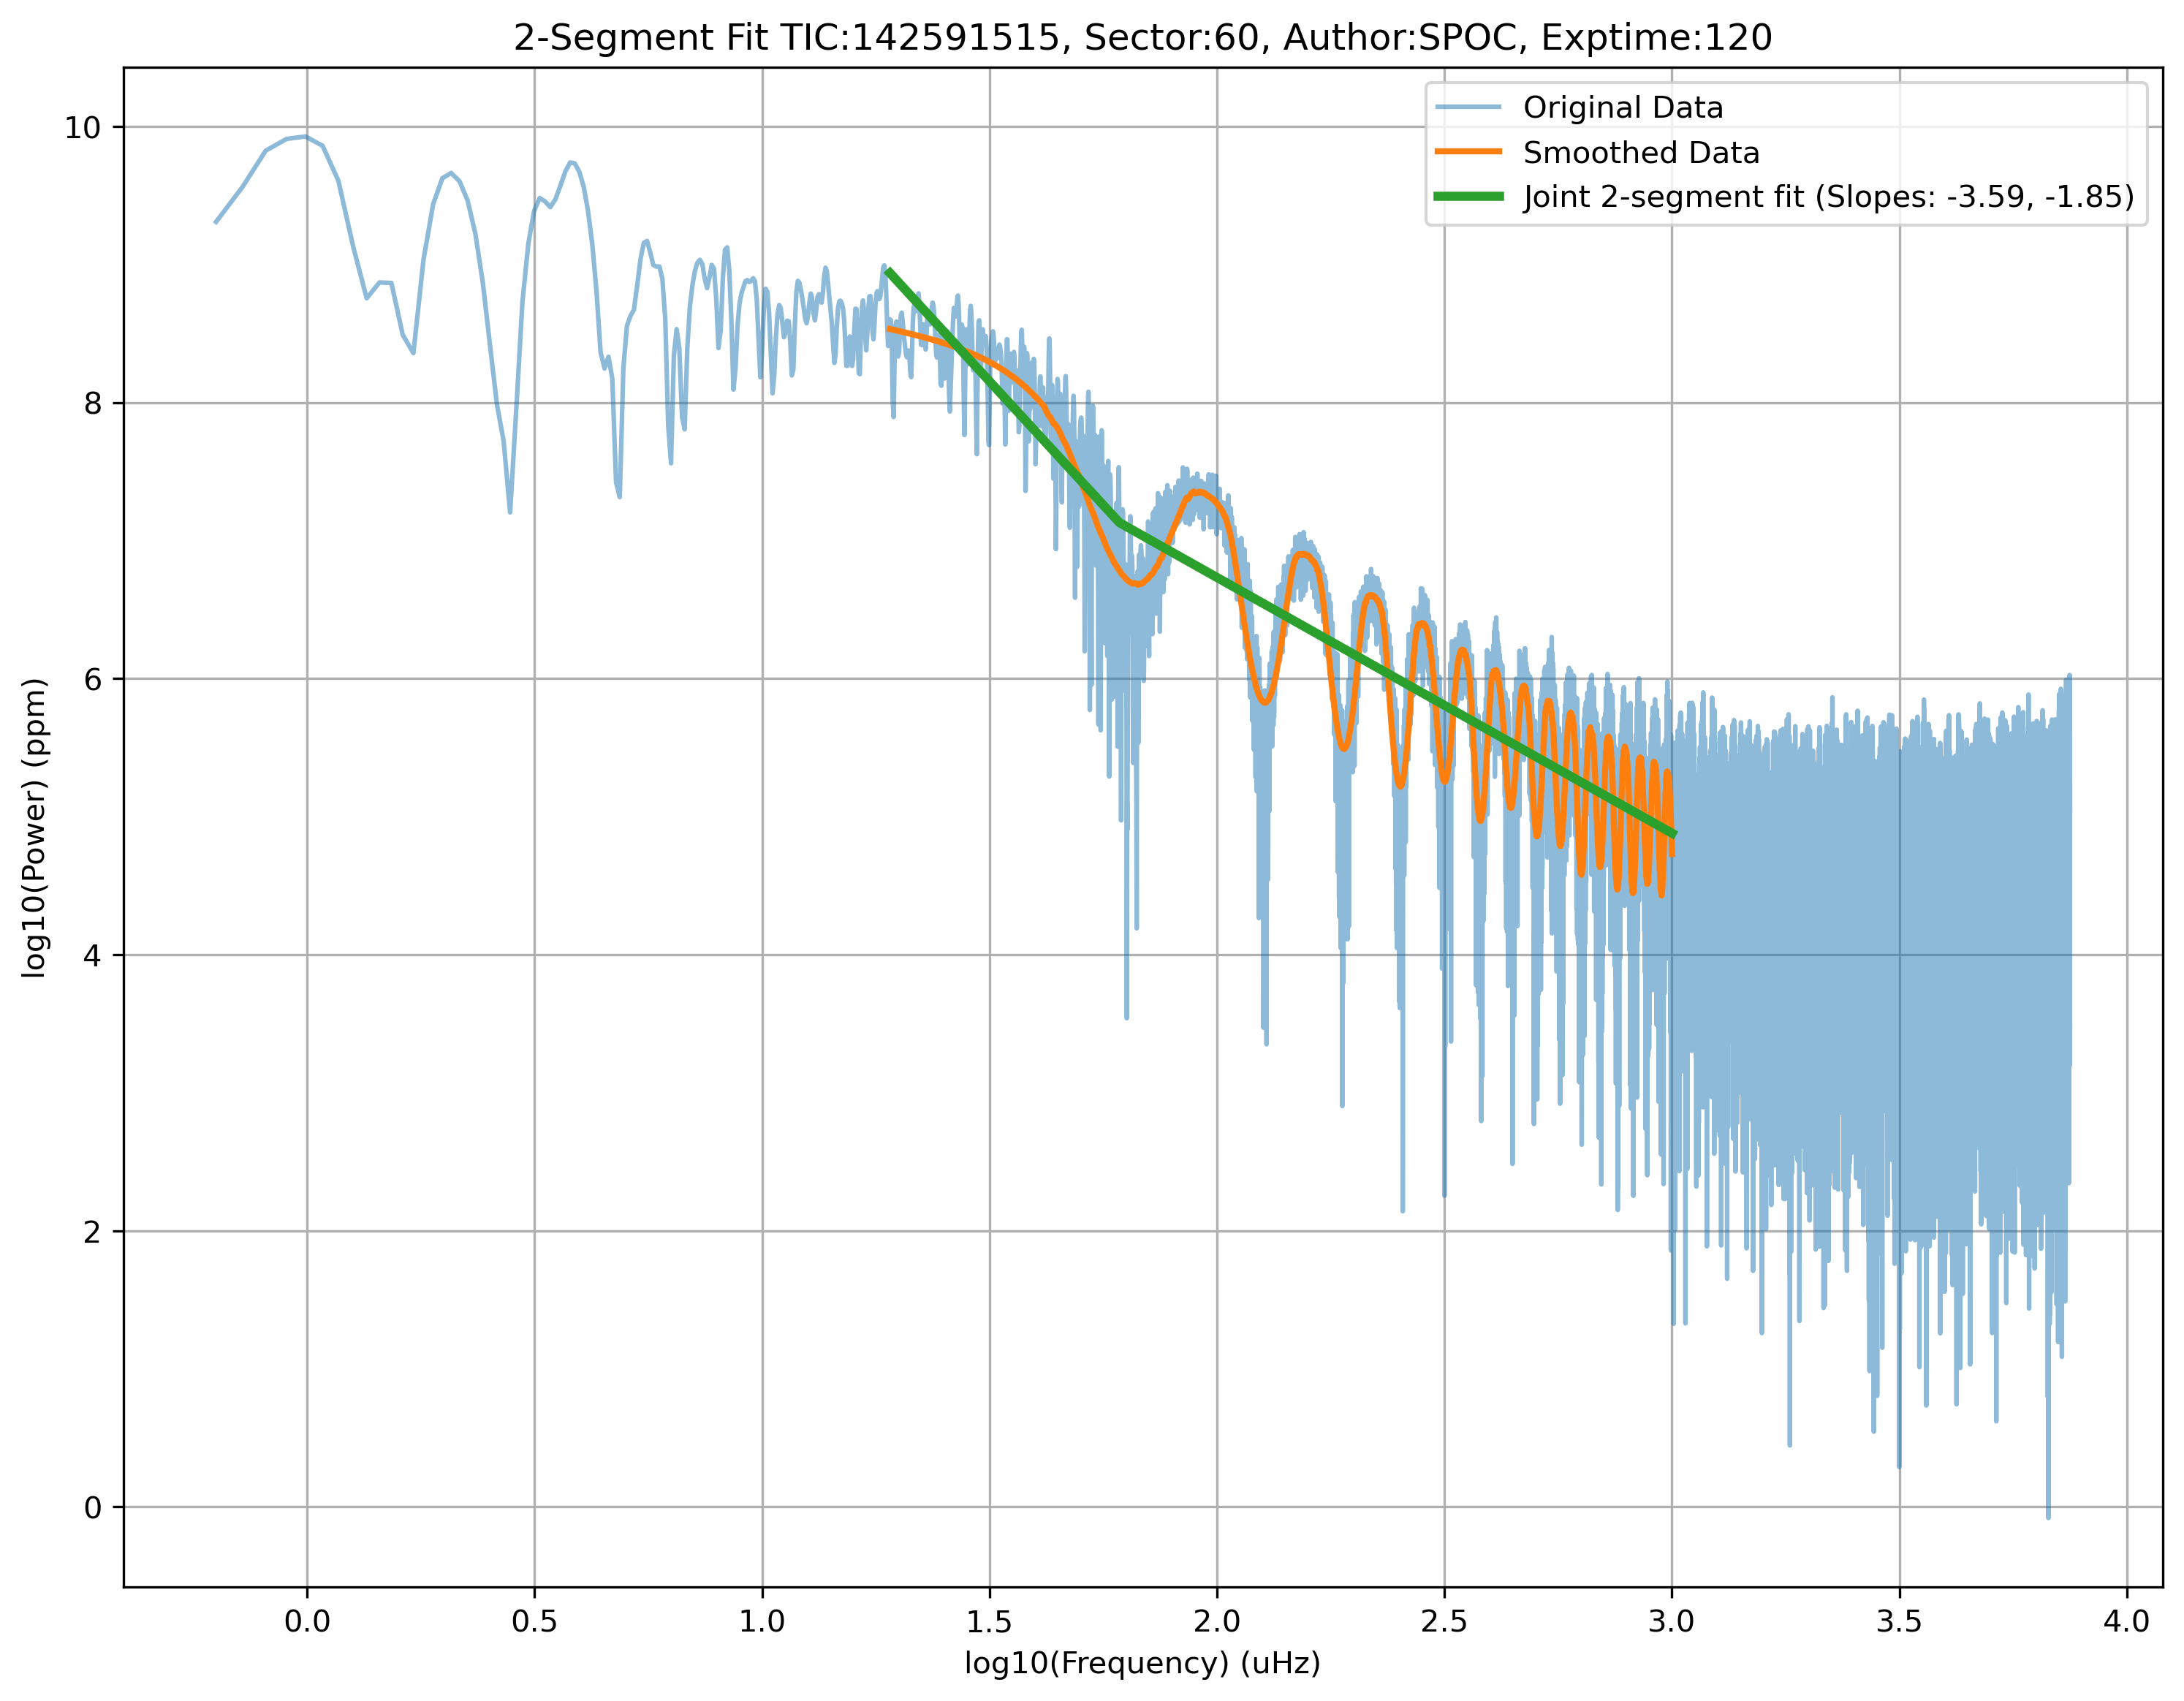 2-Segment Fit TIC:142591515, Sector:60, Author:SPOC, Exptime:120
Original Data
Smoothed Data
Joint 2-segment fit (Slopes: -3.59, -1.85)
log10(Power) (ppm)
10
8
6
4
2
0
0.0 0.5 1.0 1.5 2.0 2.5 3.0 3.5 4.0
log10(Frequency) (uHz)